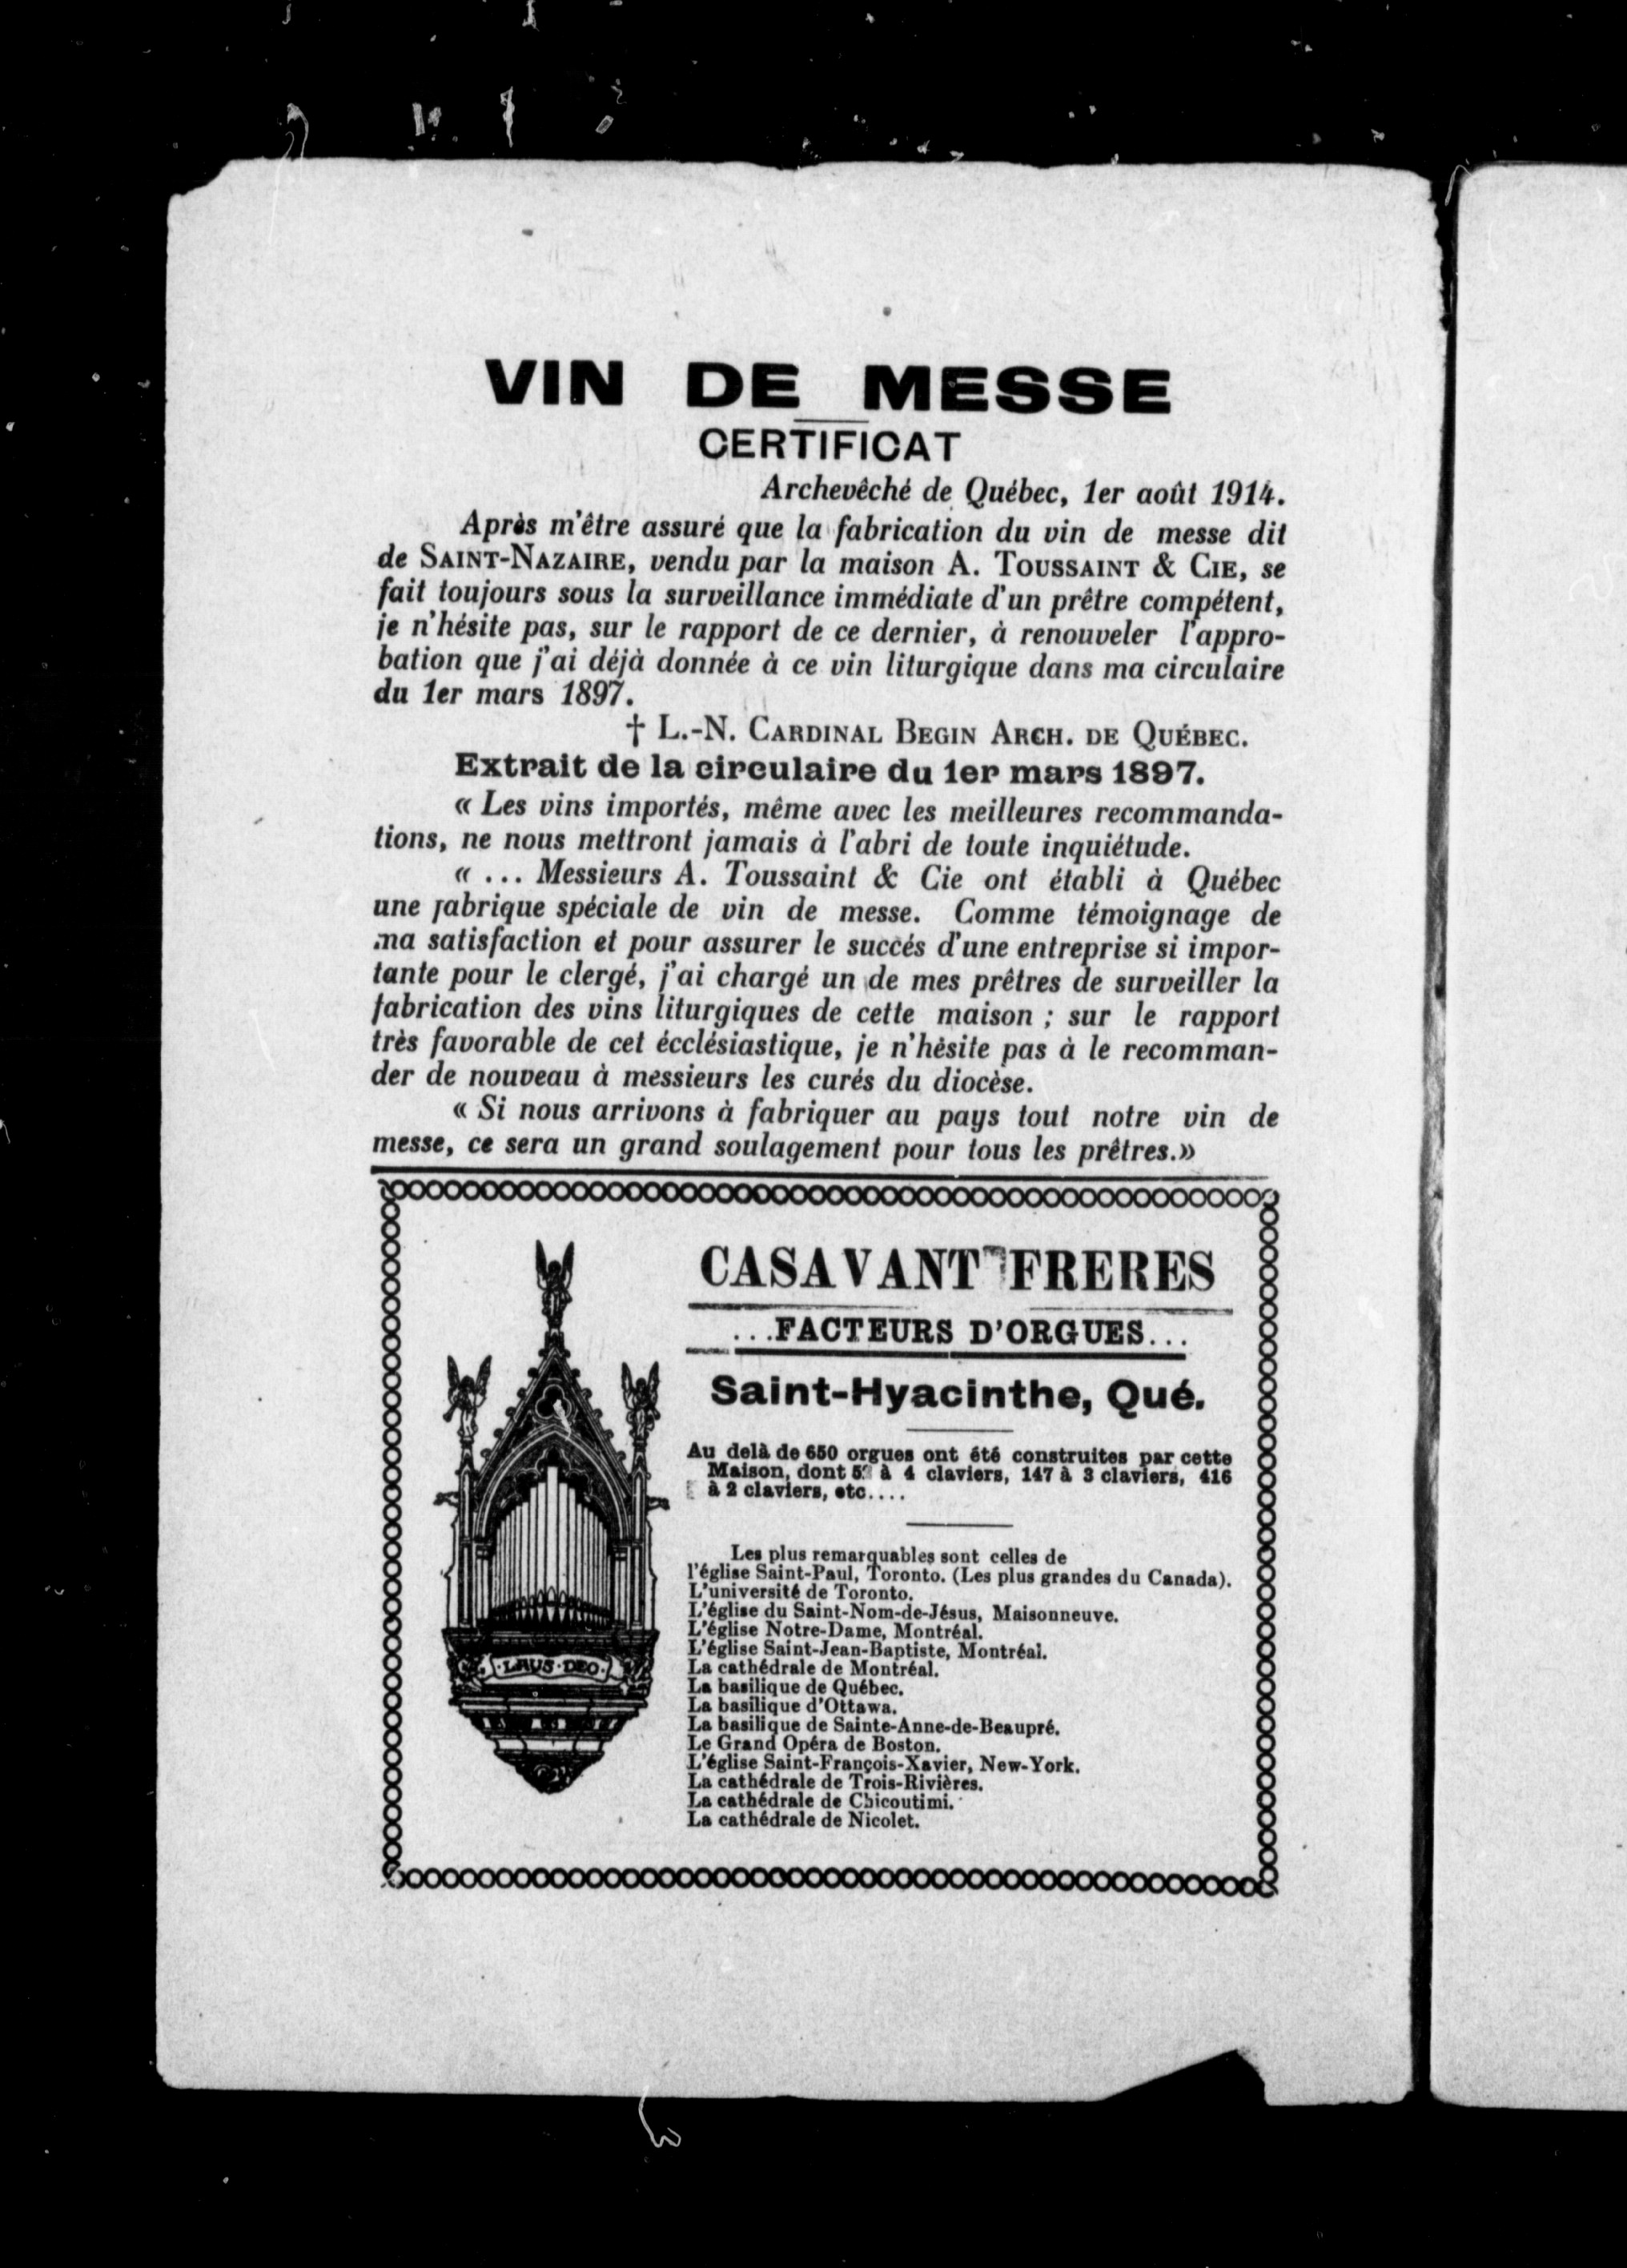 VIN DE MESSE
CERTIFICAT
Archevêché de Québec, 1er août 1914.
Après m'être assuré que la fabrication du vin de messe dit
de SAINT-NAZAIRE, vendu par la maison A. TOUSSAINT & CIE, se
fait toujours sous la surveillance immédiate d'un prêtre compétent,
je n'hésite pas, sur le rapport de ce dernier, à renouveler l'appro-
bation que j'ai déjà donnée à ce vin liturgique dans ma circulaire
du 1er mars 1897.
† L.-N. CARDINAL BEGIN ARCH. DE QUÉBEC.
Extrait de la circulaire du 1er mars 1897.
« Les vins importés, même avec les meilleures recommanda-
tions, ne nous mettront jamais à l'abri de toute inquiétude.
« ... Messieurs A. Toussaint & Cie ont établi à Québec
une fabrique spéciale de vin de messe. Comme témoignage de
ma satisfaction et pour assurer le succés d'une entreprise si impor-
tante pour le clergé, j'ai chargé un de mes prêtres de surveiller la
fabrication des vins liturgiques de cette maison ; sur le rapport
très favorable de cet écclésiastique, je n'hésite pas à le recomman-
der de nouveau à messieurs les curés du diocèse.
« Si nous arrivons à fabriquer au pays tout notre vin de
messe, ce sera un grand soulagement pour tous les prêtres.»
CASAVANT FRERES
...FACTEURS D'ORGUES...
Saint-Hyacinthe, Qué.
Au delà de 650 orgues ont été construites par cette
Maison, dont à 4 claviers, 147 à 3 claviers, 416
à 2 claviers, etc....
Les plus remarquables sont celles de
l'église Saint-Paul, Toronto. (Les plus grandes du Canada).
L'université de Toronto.
L'église du Saint-Nom-de-Jésus, Maisonneuve.
L'église Notre-Dame, Montréal.
L'église Saint-Jean-Baptiste, Montréal.
La cathédrale de Montréal.
La basilique de Québec.
La basilique d'Ottawa.
La basilique de Sainte-Anne-de-Beaupré.
Le Grand Opéra de Boston.
L'église Saint-François-Xavier, New-York.
La cathédrale de Trois-Rivières.
La cathédrale de Chicoutimi.
La cathédrale de Nicolet.
·LAUS·DEO·